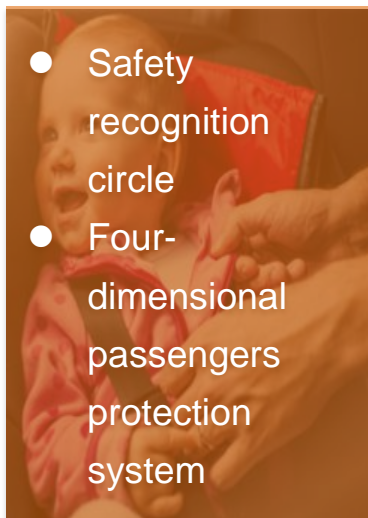 ● Safety
recognition
circle
● Four-
dimensional
passengers
protection
system